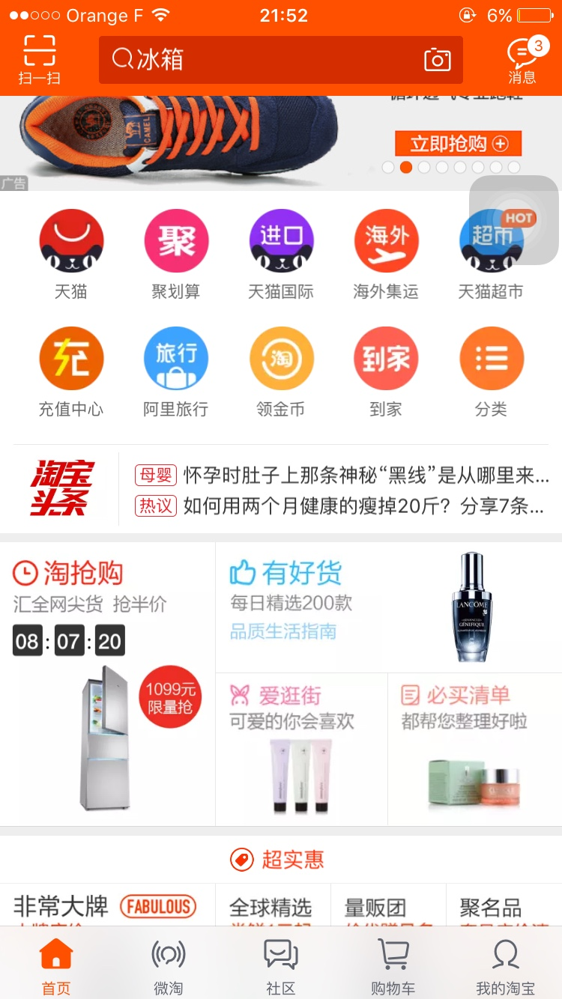 Orange F
21:52
6%
扫一扫
冰箱
3
消息
CAMEL
立即抢购
广告
聚
进口
海外
超市
HOT
天猫
聚划算
天猫国际
海外集运
天猫超市
充
旅行
淘
到家
充值中心
阿里旅行
领金币
到家
分类
淘宝头条
母婴 怀孕时肚子上那条神秘“黑线”是从哪里来...
热议 如何用两个月健康的瘦掉20斤？分享7条...
淘抢购
汇全网尖货 抢半价
08:07:20
1099元
限量抢
有好货
每日精选200款
品质生活指南
LANCOME
ADVANCED
GÉNIFIQUE
爱逛街
可爱的你会喜欢
必买清单
都帮您整理好啦
CLINIQUE
超实惠
非常大牌 FABULOUS
全球精选
量贩团
聚名品
首页
微淘
社区
购物车
我的淘宝